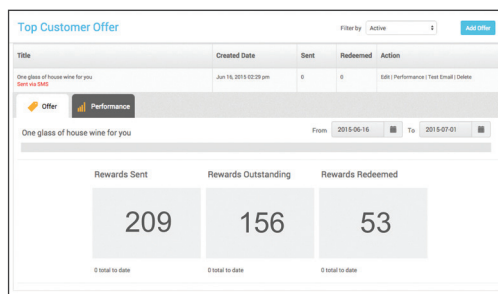 Top Customer Offer
Filter by Active Add Offer
Title Created Date Sent Redeemed Action
One glass of house wine for you Jun 16, 2015 02:25 pm 0 0 Edit | Performance | Test Email | Delete
Sent via SMS
Offer Performance
One glass of house wine for you From 2015-06-16 To 2015-07-01
Rewards Sent Rewards Outstanding Rewards Redeemed
209 156 53
0 total to date 0 total to date 0 total to date